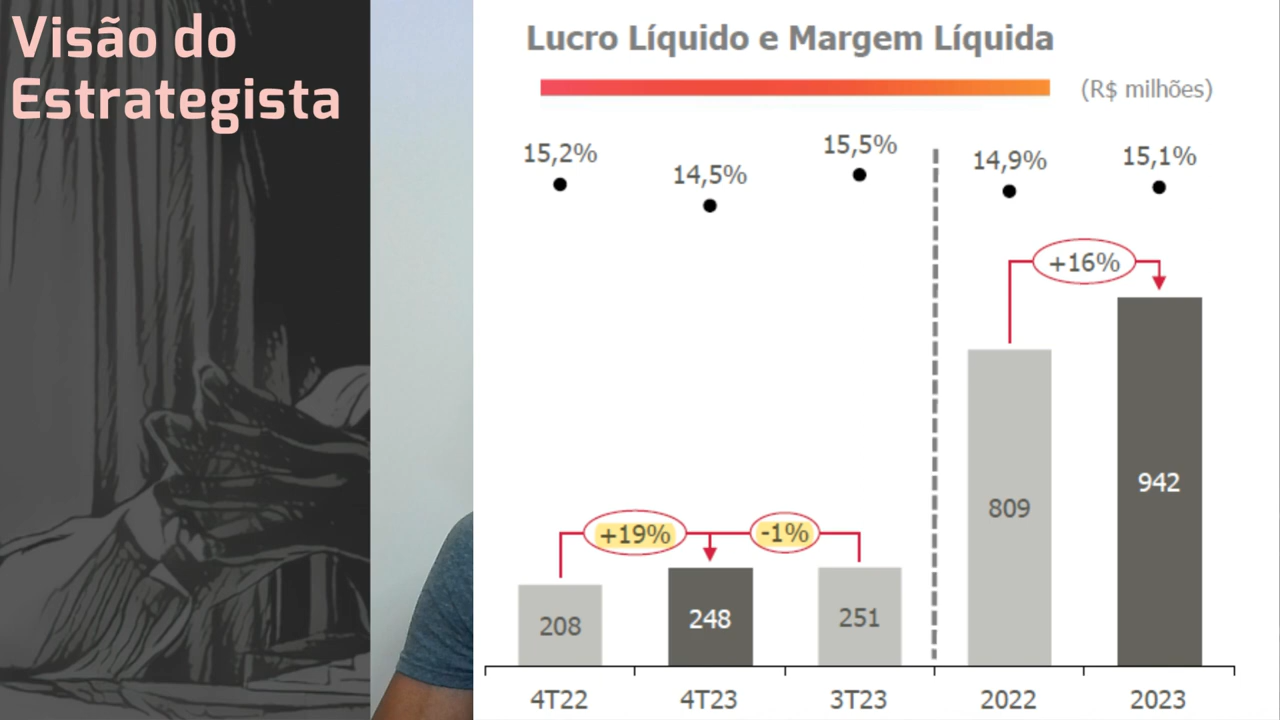 Visão do
Estrategista
Lucro Líquido e Margem Líquida
(R$ milhões)
15,2%
14,5%
15,5%
14,9%
15,1%
+16%
+19%
-1%
208
248
251
809
942
4T22
4T23
3T23
2022
2023